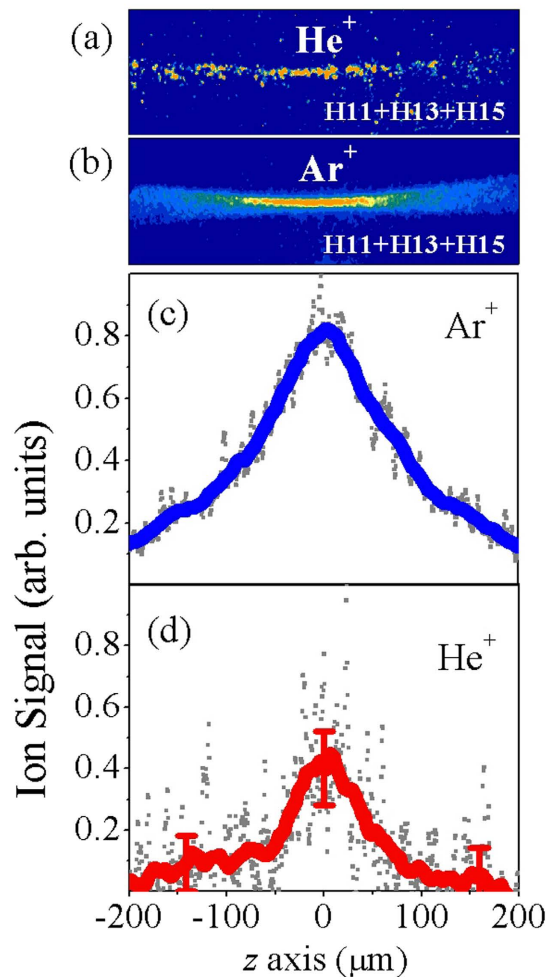 (a)
He⁺
H11+H13+H15
(b)
Ar⁺
H11+H13+H15
(c)
Ar⁺
0.8
0.6
0.4
0.2
(d)
He⁺
0.8
0.6
0.4
0.2
Ion Signal (arb. units)
-200 -100 0 100 200
z axis (μm)